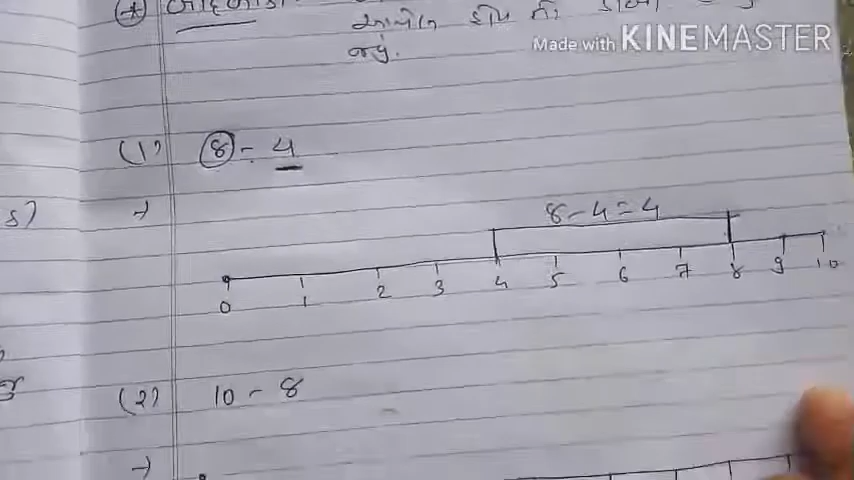 Made with KINEMASTER
જવું.
(1) 8 - 4
→
8 - 4 = 4
0 1 2 3 4 5 6 7 8 9 10
(2) 10 - 8
→